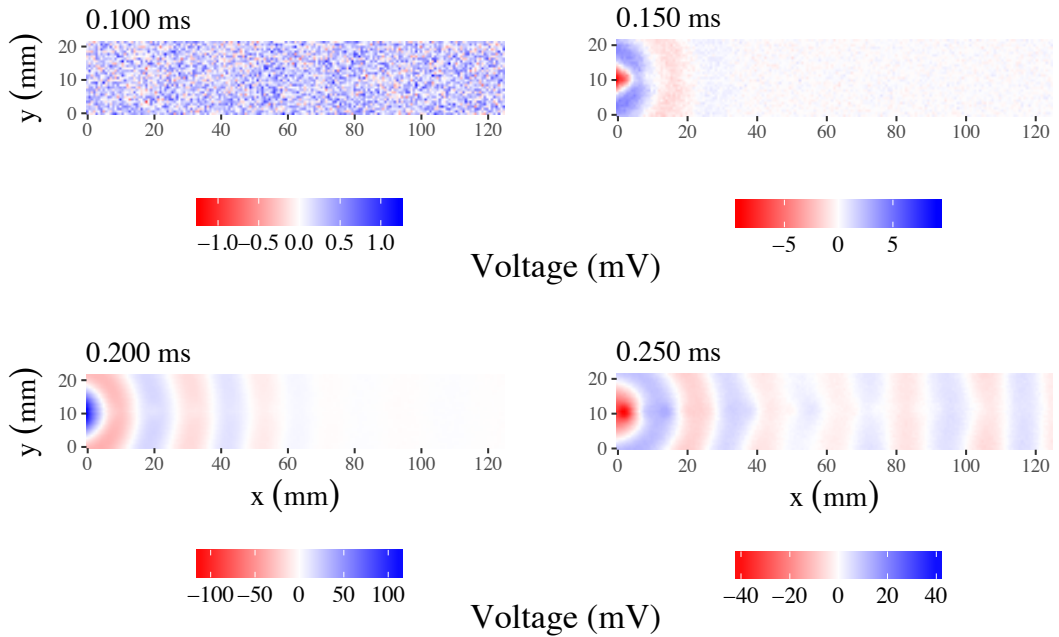 0.100 ms
0.150 ms
y (mm)
20
10
0
0 20 40 60 80 100 120
20
10
0
0 20 40 60 80 100 120
−1.0 −0.5 0.0 0.5 1.0
−5 0 5
Voltage (mV)
0.200 ms
0.250 ms
y (mm)
20
10
0
0 20 40 60 80 100 120
20
10
0
0 20 40 60 80 100 120
x (mm)
x (mm)
−100 −50 0 50 100
−40 −20 0 20 40
Voltage (mV)